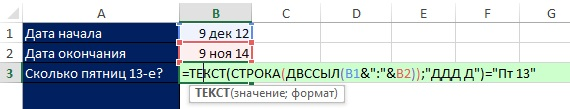 A B C D E F G
1 Дата начала 9 дек 12
2 Дата окончания 9 ноя 14
3 Сколько пятниц 13-е? =ТЕКСТ(СТРОКА(ДВССЫЛ(B1&":"&B2));"ДДД Д")="Пт 13"
ТЕКСТ(значение; формат)